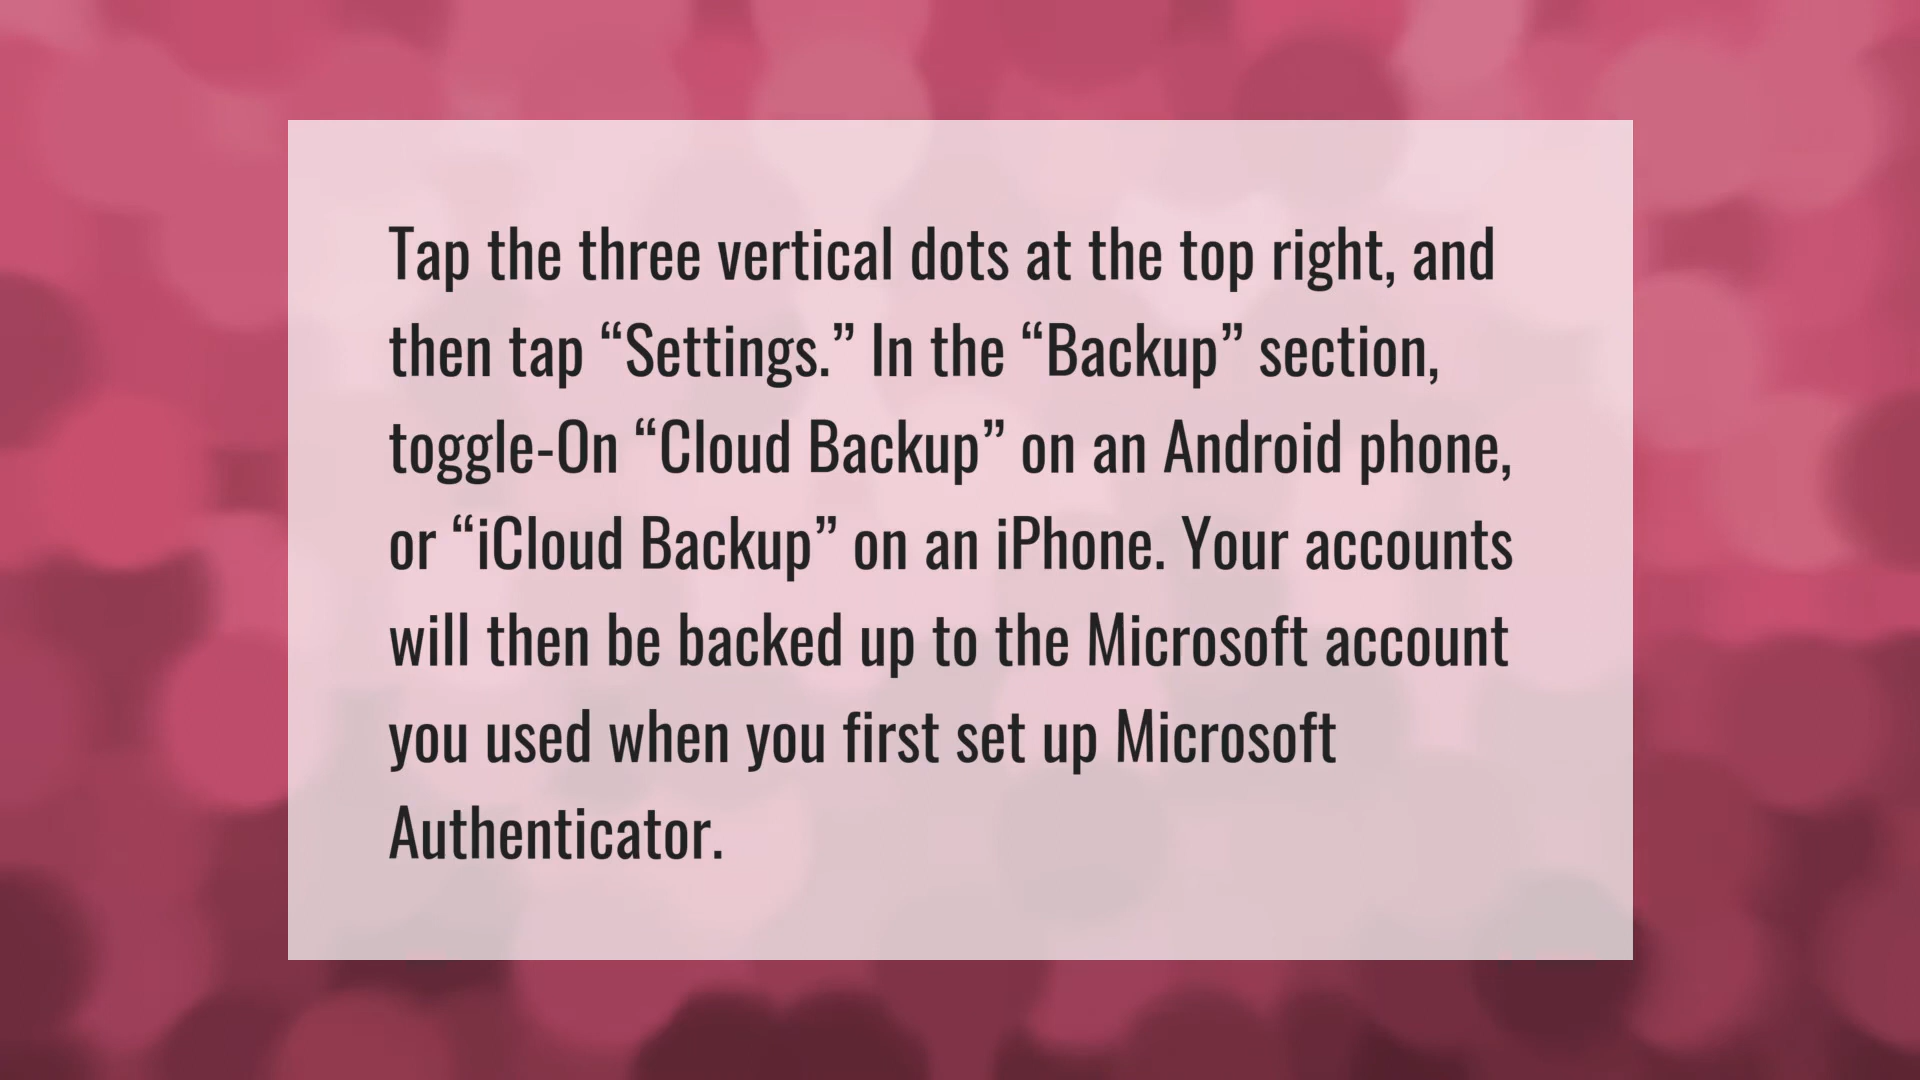 Tap the three vertical dots at the top right, and
then tap “Settings.” In the “Backup” section,
toggle-On “Cloud Backup” on an Android phone,
or “iCloud Backup” on an iPhone. Your accounts
will then be backed up to the Microsoft account
you used when you first set up Microsoft
Authenticator.